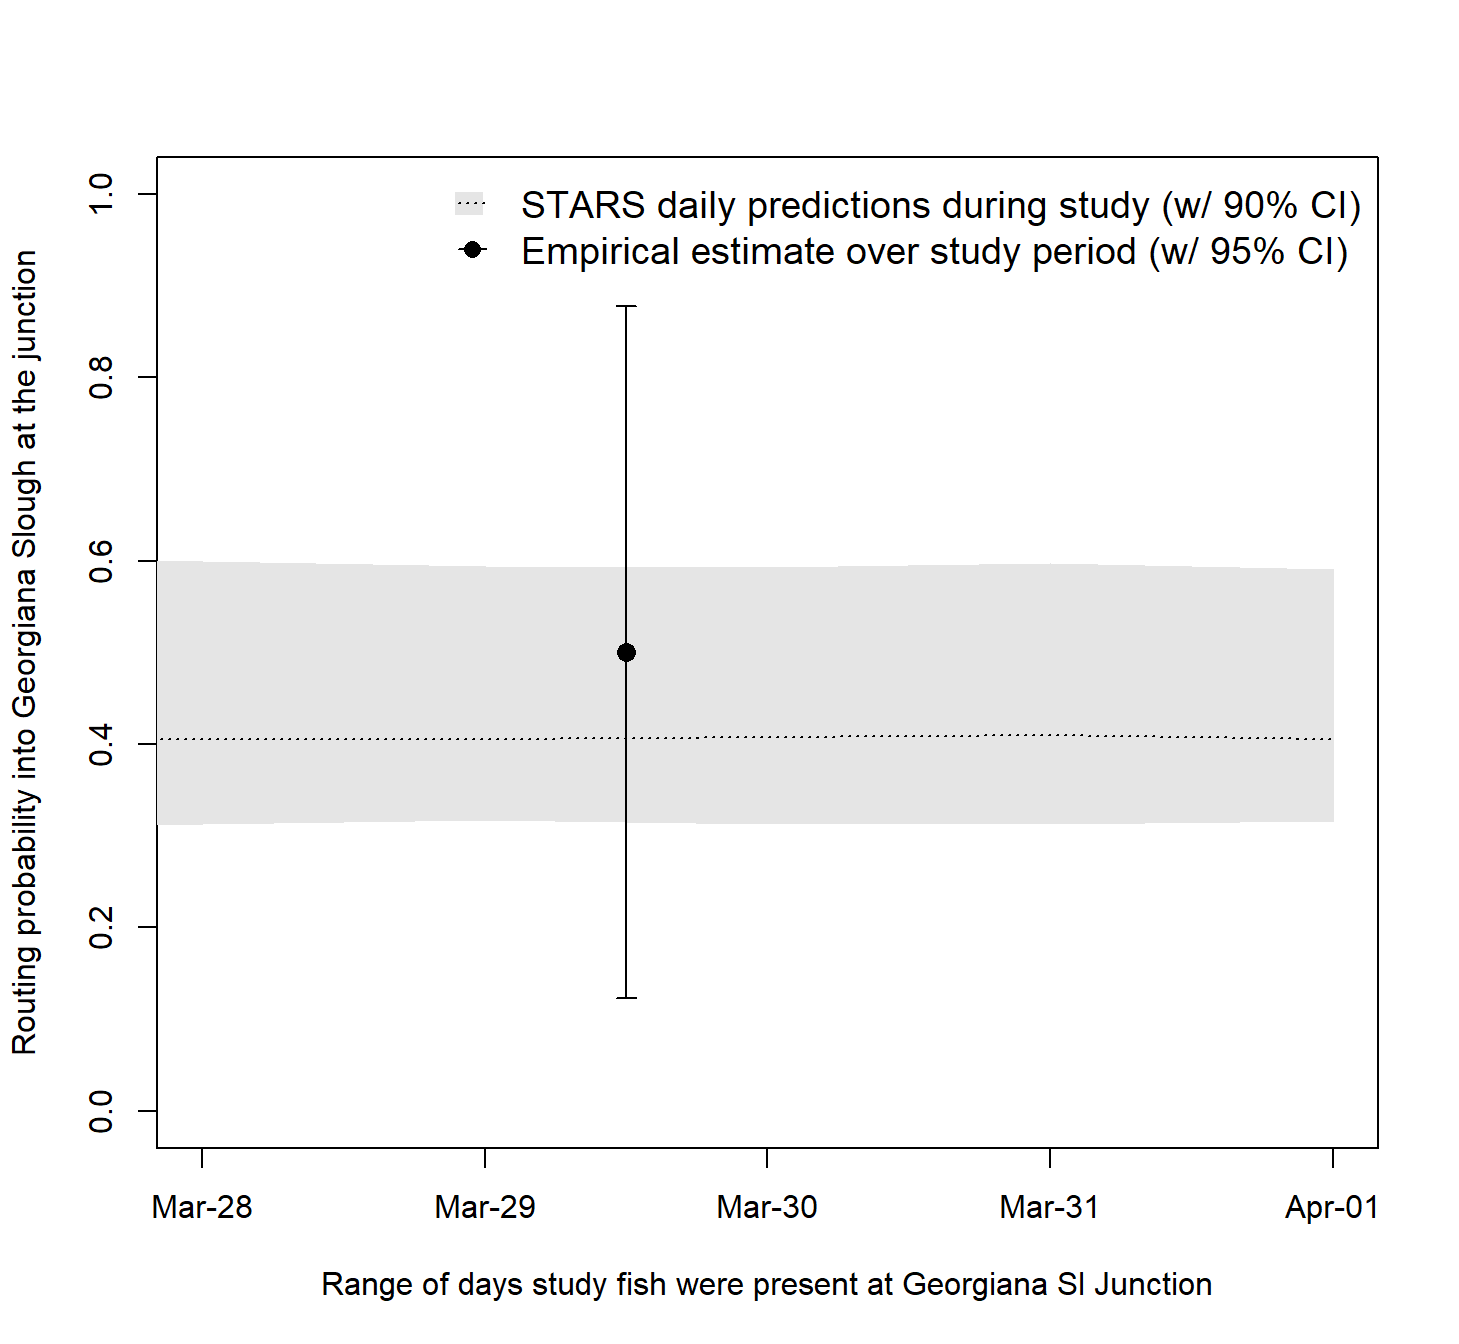 STARS daily predictions during study (w/ 90% CI)
Empirical estimate over study period (w/ 95% CI)
Routing probability into Georgiana Slough at the junction
1.0
0.8
0.6
0.4
0.2
0.0
Mar-28 Mar-29 Mar-30 Mar-31 Apr-01
Range of days study fish were present at Georgiana Sl Junction